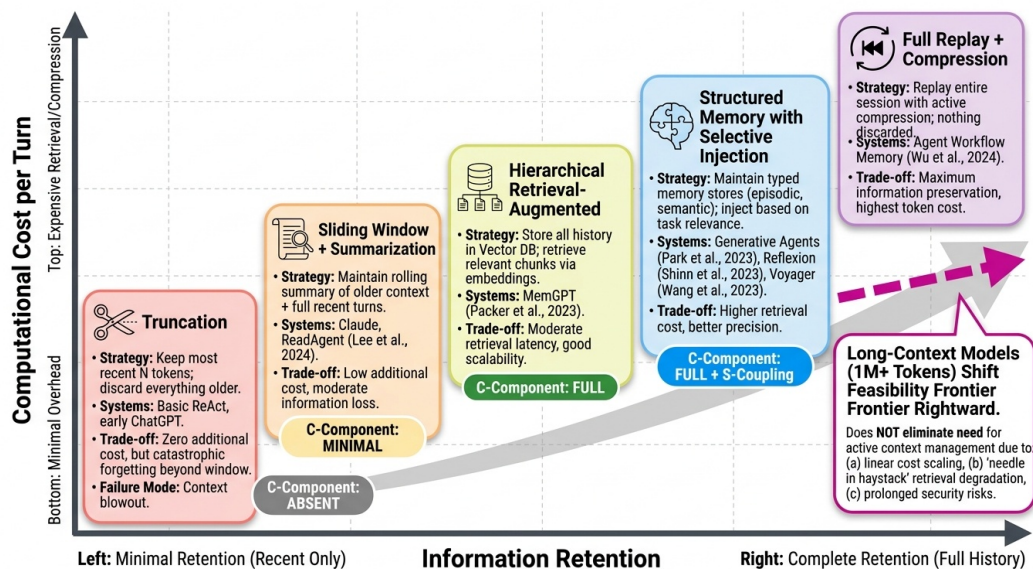 Computational Cost per Turn
Top: Expensive Retrieval/Compression
Bottom: Minimal Overhead
Truncation
• Strategy: Keep most
recent N tokens;
discard everything older.
• Systems: Basic ReAct,
early ChatGPT.
• Trade-off: Zero additional
cost, but catastrophic
forgetting beyond window.
• Failure Mode: Context
blowout.
C-Component:
ABSENT
Sliding Window
+ Summarization
• Strategy: Maintain rolling
summary of older context
+ full recent turns.
• Systems: Claude,
ReadAgent (Lee et al.,
2024).
• Trade-off: Low additional
cost, moderate
information loss.
C-Component:
MINIMAL
Hierarchical
Retrieval-
Augmented
• Strategy: Store all history
in Vector DB; retrieve
relevant chunks via
embeddings.
• Systems: MemGPT
(Packer et al., 2023).
• Trade-off: Moderate
retrieval latency, good
scalability.
C-Component: FULL
Structured
Memory with
Selective
Injection
• Strategy: Maintain typed
memory stores (episodic,
semantic); inject based on
task relevance.
• Systems: Generative Agents
(Park et al., 2023), Reflexion
(Shinn et al., 2023), Voyager
(Wang et al., 2023).
• Trade-off: Higher retrieval
cost, better precision.
C-Component:
FULL + S-Coupling
Full Replay +
Compression
• Strategy: Replay entire
session with active
compression; nothing
discarded.
• Systems: Agent Workflow
Memory (Wu et al., 2024).
• Trade-off: Maximum
information preservation,
highest token cost.
Long-Context Models
(1M+ Tokens) Shift
Feasibility Frontier
Frontier Rightward.
Does NOT eliminate need for
active context management due to:
(a) linear cost scaling, (b) 'needle
in haystack' retrieval degradation,
(c) prolonged security risks.
Left: Minimal Retention (Recent Only)
Information Retention
Right: Complete Retention (Full History)